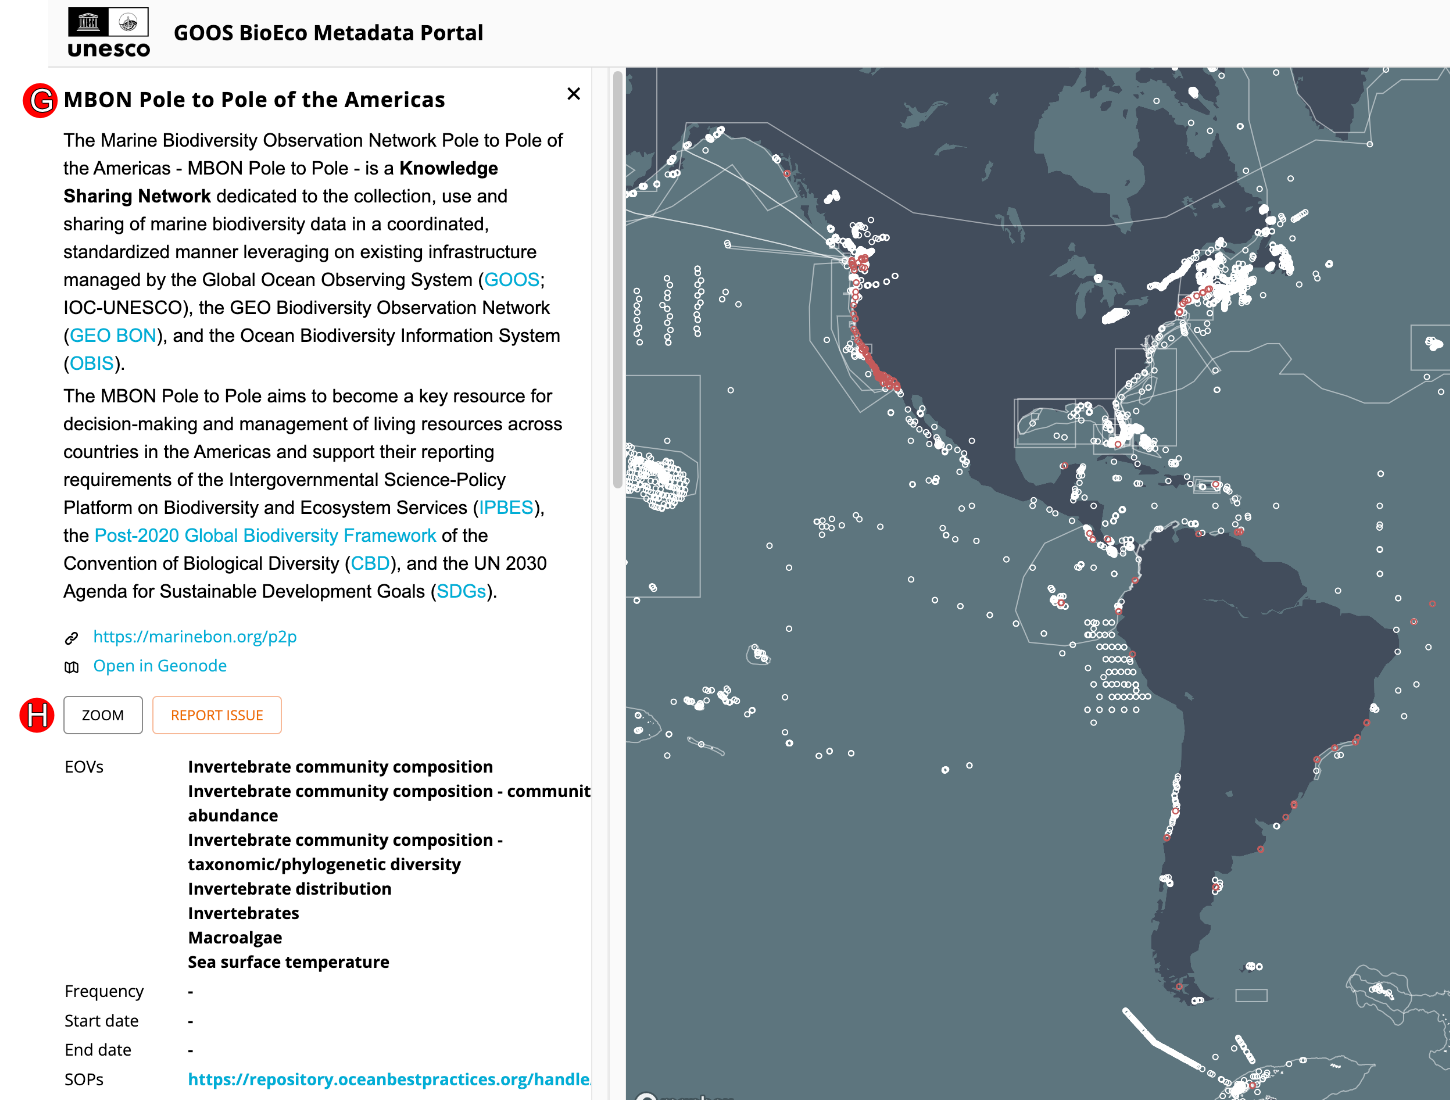 unesco
GOOS BioEco Metadata Portal
G
MBON Pole to Pole of the Americas
The Marine Biodiversity Observation Network Pole to Pole of
the Americas - MBON Pole to Pole - is a Knowledge
Sharing Network dedicated to the collection, use and
sharing of marine biodiversity data in a coordinated,
standardized manner leveraging on existing infrastructure
managed by the Global Ocean Observing System (GOOS;
IOC-UNESCO), the GEO Biodiversity Observation Network
(GEO BON), and the Ocean Biodiversity Information System
(OBIS).
The MBON Pole to Pole aims to become a key resource for
decision-making and management of living resources across
countries in the Americas and support their reporting
requirements of the Intergovernmental Science-Policy
Platform on Biodiversity and Ecosystem Services (IPBES),
the Post-2020 Global Biodiversity Framework of the
Convention of Biological Diversity (CBD), and the UN 2030
Agenda for Sustainable Development Goals (SDGs).
https://marinebon.org/p2p
Open in Geonode
H
ZOOM REPORT ISSUE
EOVs Invertebrate community composition
Invertebrate community composition - communit
abundance
Invertebrate community composition -
taxonomic/phylogenetic diversity
Invertebrate distribution
Invertebrates
Macroalgae
Sea surface temperature
Frequency -
Start date -
End date -
SOPs https://repository.oceanbestpractices.org/handle